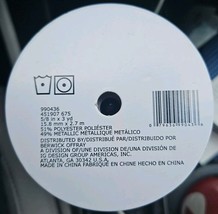 990436
451907 675
5/8 in x 3 yd
15.8 mm x 2.7 m
51% POLYESTER POLIÉSTER
49% METALLIC METALLIQUE METÁLICO
DISTRIBUTED BY/DISTRIBUÉ PAR/DISTRIBUIDO POR
BERWICK OFFRAY
A DIVISION OF/UNE DIVISION DE/UNA DIVISIÓN DE
IG DESIGN GROUP AMERICAS, INC.
ATLANTA, GA 30342 U.S.A.
MADE IN CHINA FABRIQUÉ EN CHINE HECHO EN CHINA